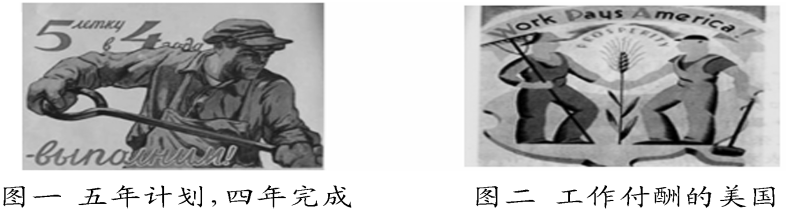 5 летку
в 4 года
-выполним!
Work Pays America!
PROSPERITY
图一 五年计划,四年完成
图二 工作付酬的美国